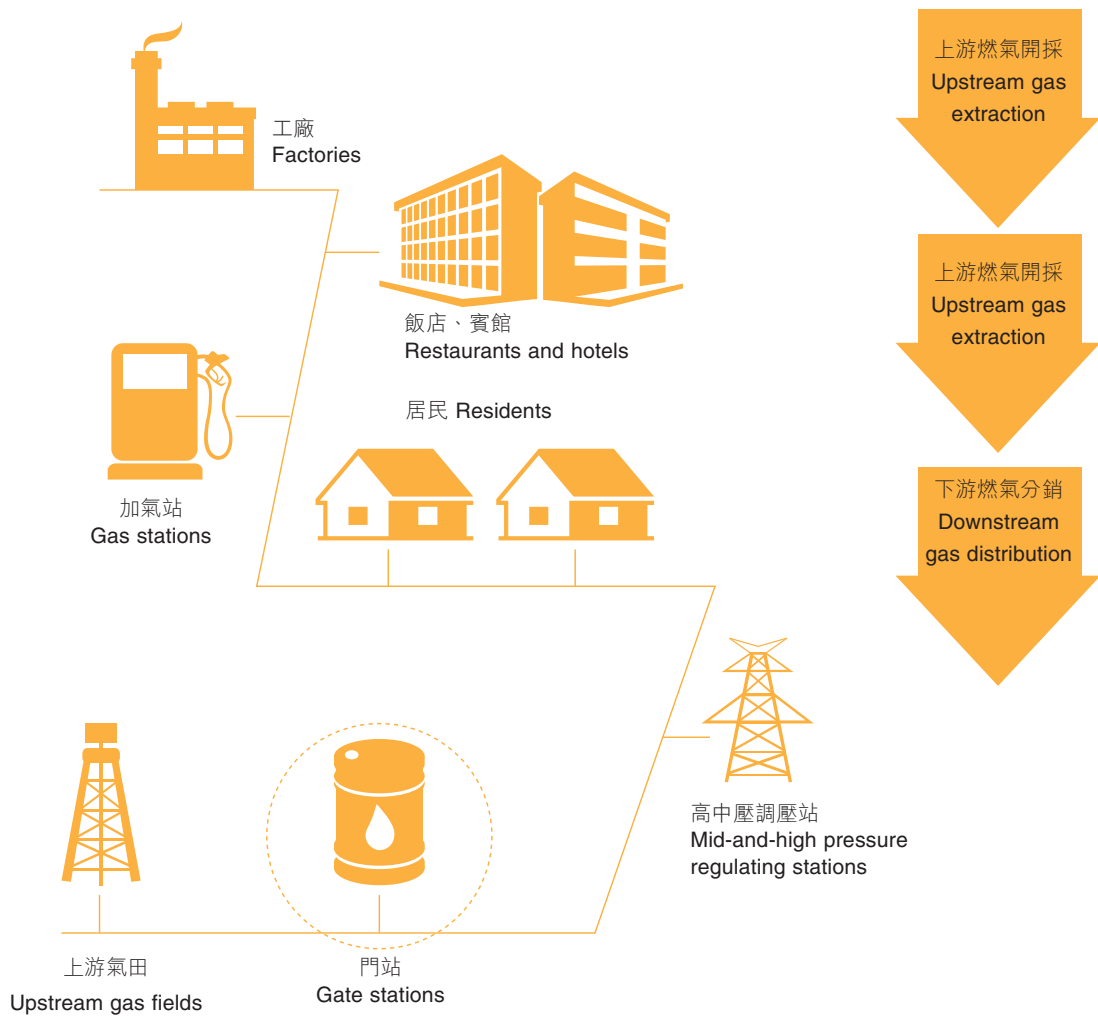 工廠
Factories
飯店、賓館
Restaurants and hotels
居民 Residents
加氣站
Gas stations
高中壓調壓站
Mid-and-high pressure
regulating stations
上游氣田
Upstream gas fields
門站
Gate stations
上游燃氣開採
Upstream gas
extraction
上游燃氣開採
Upstream gas
extraction
下游燃氣分銷
Downstream
gas distribution